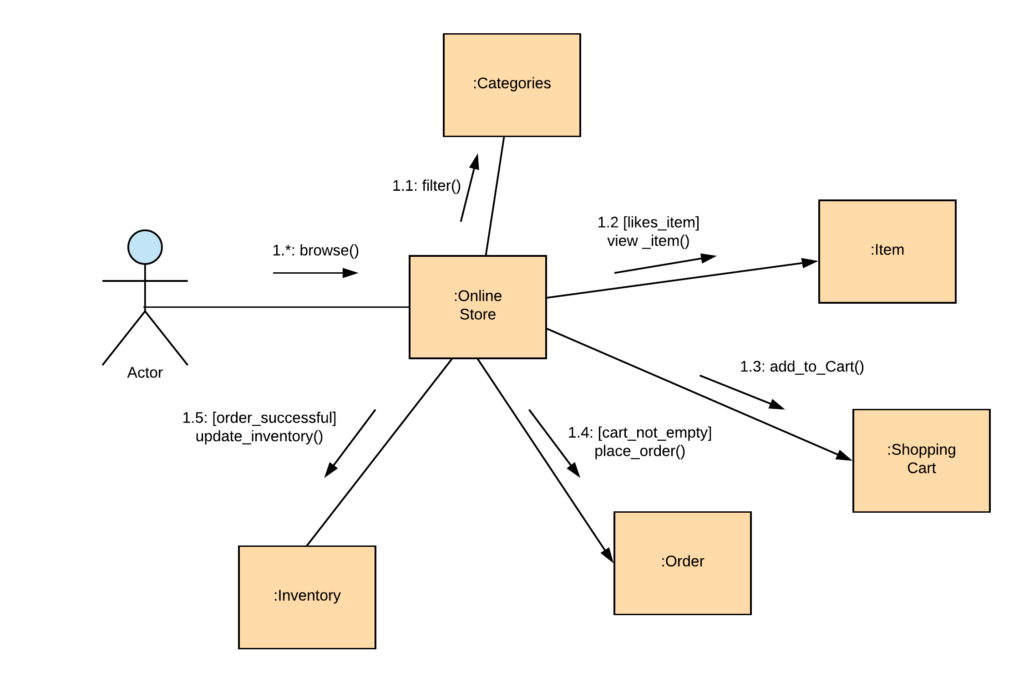 :Categories
1.1: filter()
1.2 [likes_item]
view _item()
:Item
1.*: browse()
:Online
Store
Actor
1.3: add_to_Cart()
1.5: [order_successful]
update_inventory()
1.4: [cart_not_empty]
place_order()
:Shopping
Cart
:Order
:Inventory